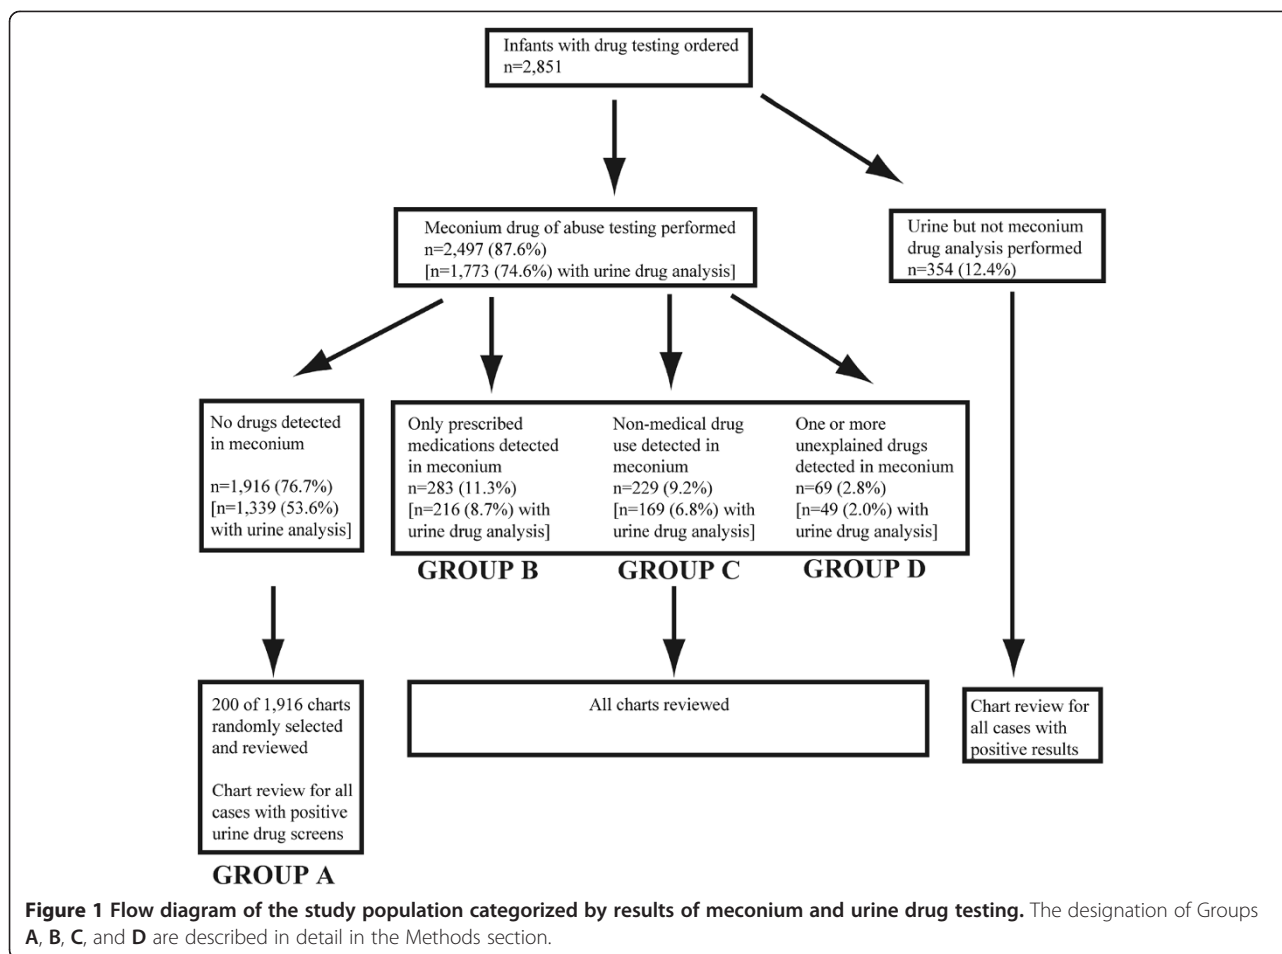 Infants with drug testing ordered
n=2,851
Meconium drug of abuse testing performed
n=2,497 (87.6%)
[n=1,773 (74.6%) with urine drug analysis]
Urine but not meconium
drug analysis performed
n=354 (12.4%)
No drugs detected
in meconium
n=1,916 (76.7%)
[n=1,339 (53.6%)
with urine analysis]
Only prescribed
medications detected
in meconium
n=283 (11.3%)
[n=216 (8.7%) with
urine drug analysis]
GROUP B
Non-medical drug
use detected in
meconium
n=229 (9.2%)
[n=169 (6.8%) with
urine drug analysis]
GROUP C
One or more
unexplained drugs
detected in meconium
n=69 (2.8%)
[n=49 (2.0%) with
urine drug analysis]
GROUP D
200 of 1,916 charts
randomly selected
and reviewed
Chart review for all
cases with positive
urine drug screens
GROUP A
All charts reviewed
Chart review for
all cases with
positive results
Figure 1 Flow diagram of the study population categorized by results of meconium and urine drug testing. The designation of Groups
A, B, C, and D are described in detail in the Methods section.